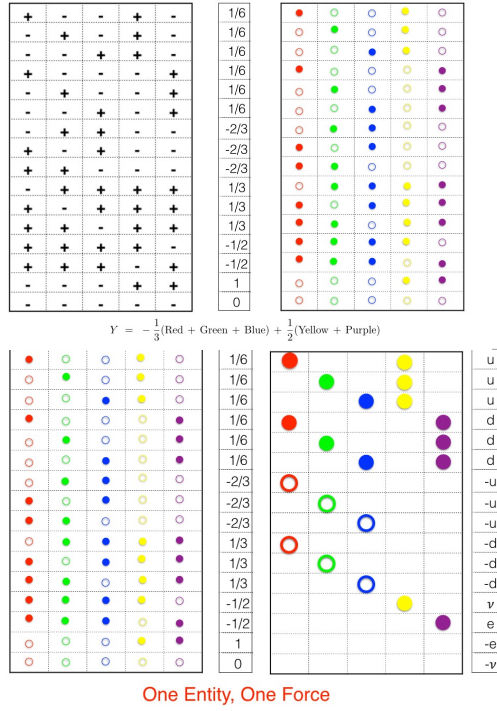 + - - + - 1/6
- + - + - 1/6
- - + + - 1/6
+ - - - + 1/6
- + - - + 1/6
- - + - + 1/6
- + + - - -2/3
+ - + - - -2/3
+ + - - - -2/3
- + + + + 1/3
+ - + + + 1/3
+ + - + + 1/3
+ + + + - -1/2
+ + + - + -1/2
- - - + + 1
- - - - - 0
Y = - 1/3 (Red + Green + Blue) + 1/2 (Yellow + Purple)
1/6 u
1/6 u
1/6 u
1/6 d
1/6 d
1/6 d
-2/3 -u
-2/3 -u
-2/3 -u
1/3 -d
1/3 -d
1/3 -d
-1/2 ν
-1/2 e
1 -e
0 -ν
One Entity, One Force